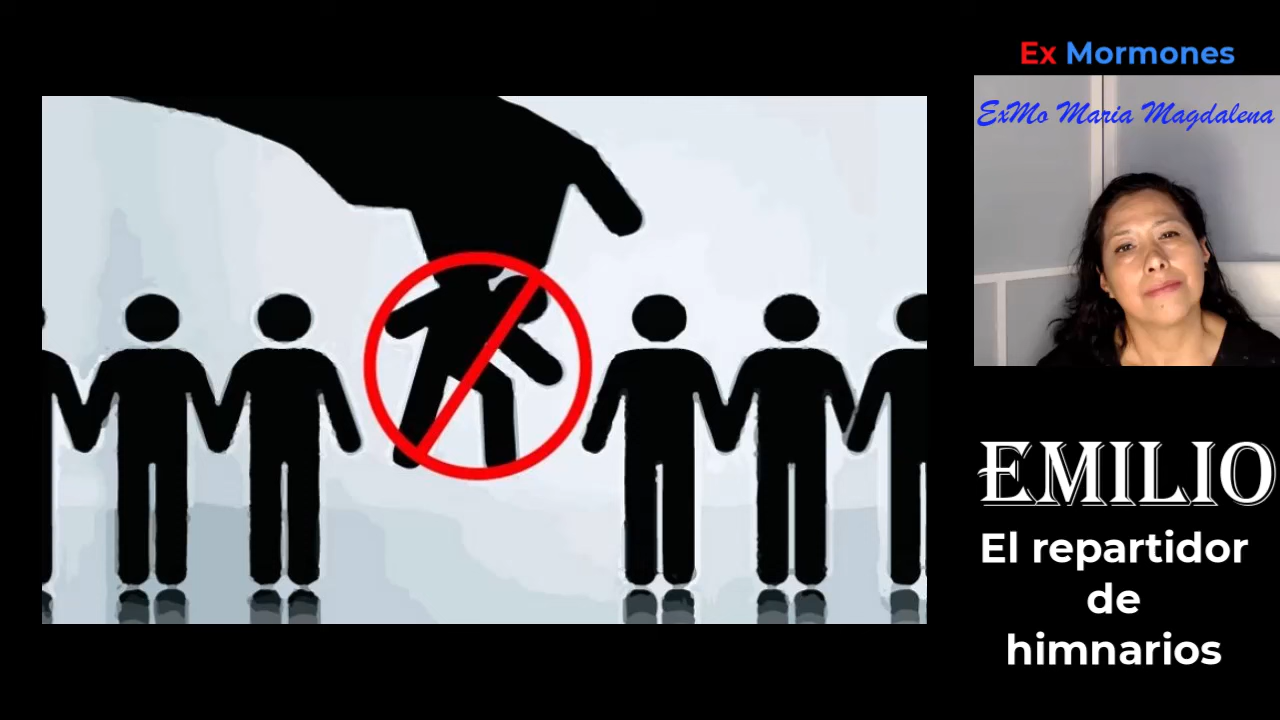 Ex Mormones
ExMo Maria Magdalena
EMILIO
El repartidor
de
himnarios